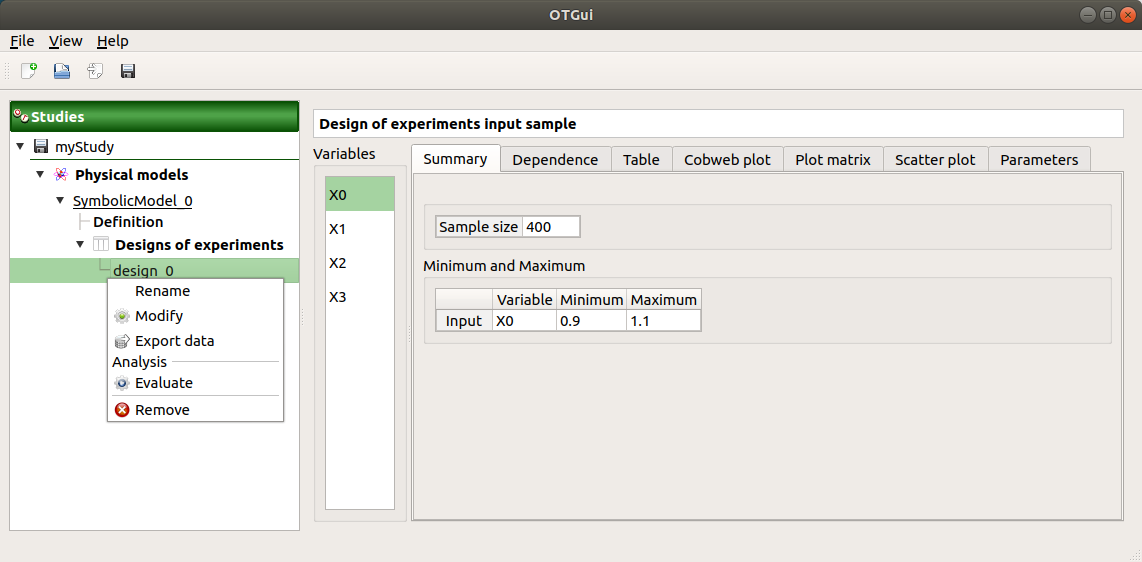 OTGui
File View Help
Studies
myStudy
Physical models
SymbolicModel_0
Definition
Designs of experiments
design_0
Rename
Modify
Export data
Analysis
Evaluate
Remove
Design of experiments input sample
Variables
X0
X1
X2
X3
Summary Dependence Table Cobweb plot Plot matrix Scatter plot Parameters
Sample size 400
Minimum and Maximum
Variable Minimum Maximum
Input X0 0.9 1.1